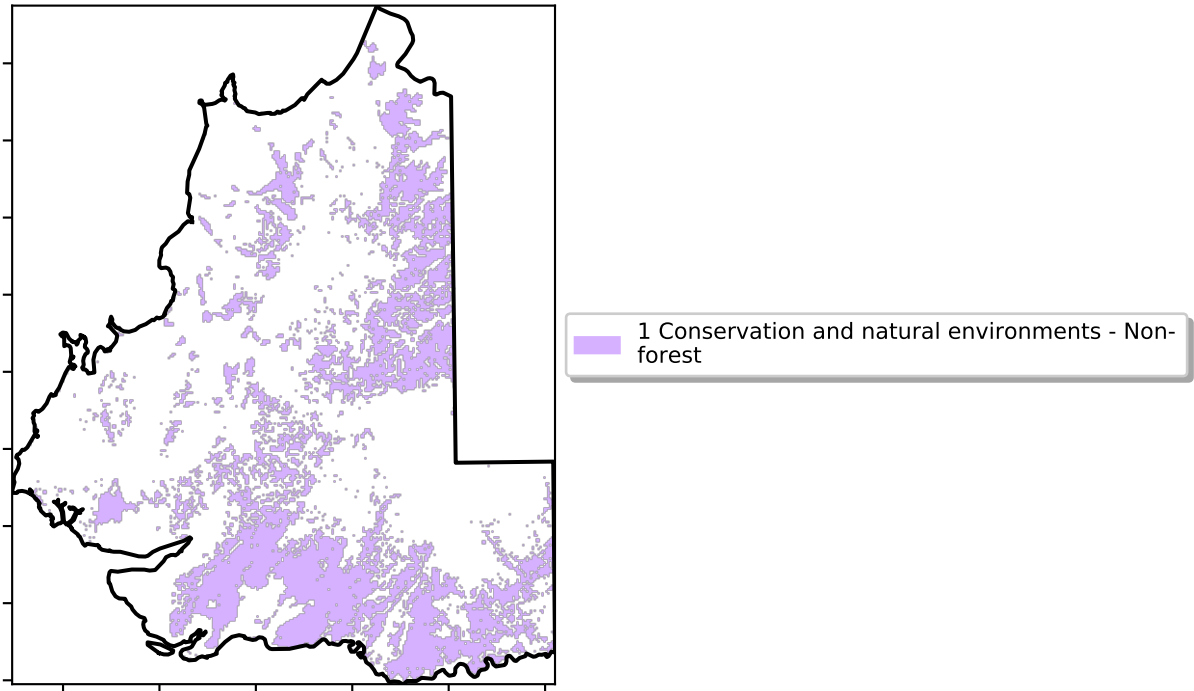 1 Conservation and natural environments - Non-
forest